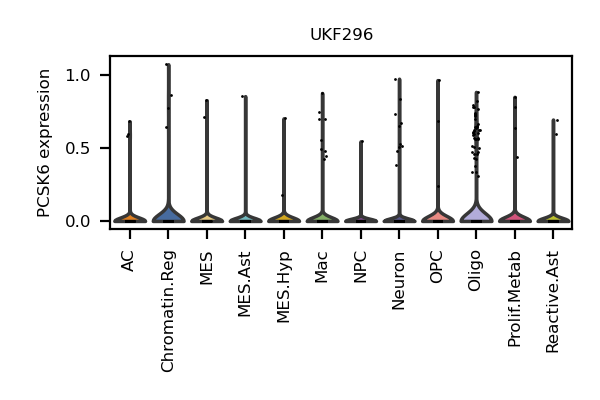 UKF296
PCSK6 expression
1.0
0.5
0.0
AC
Chromatin.Reg
MES
MES.Ast
MES.Hyp
Mac
NPC
Neuron
OPC
Oligo
Prolif.Metab
Reactive.Ast